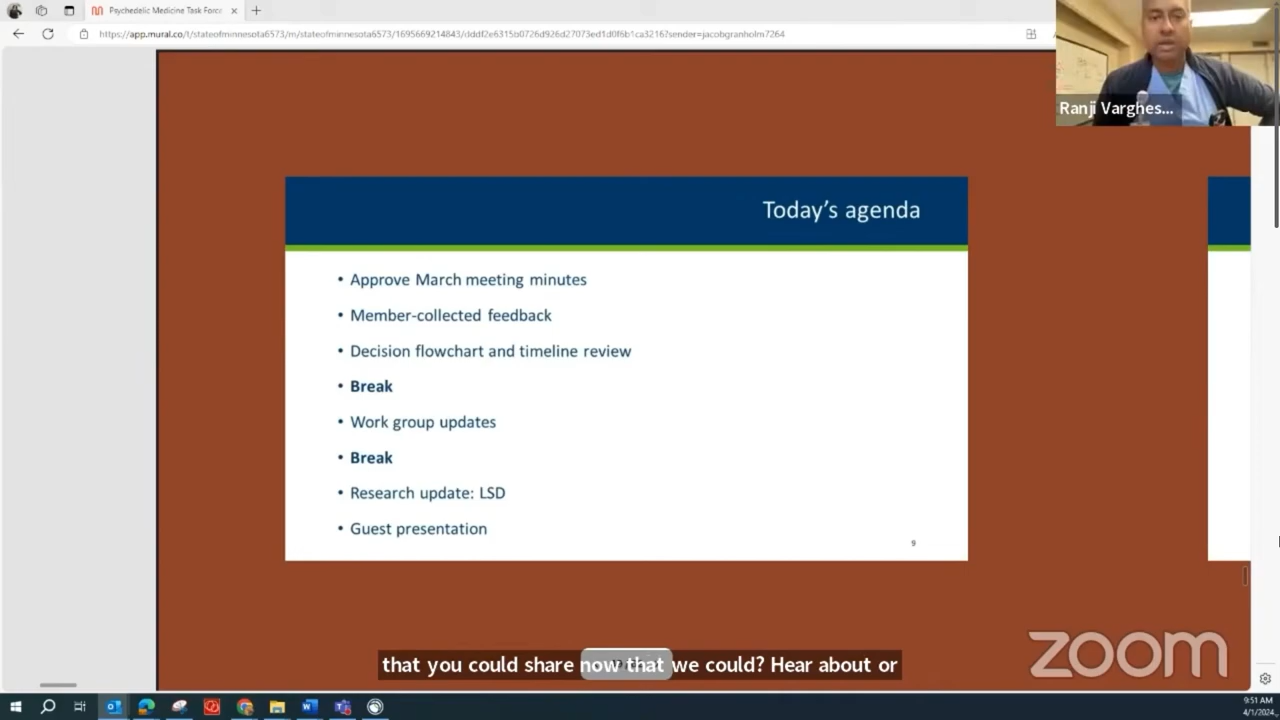 Psychedelic Medicine Task Forc
https://app.mural.co/t/stateofminnesota6573/m/stateofminnesota6573/1695669214843/dddf2e6315b0726d926d27073ed1d0f6b1ca3216?sender=jacobgranholm7264
Ranji Varghes...
Today's agenda
• Approve March meeting minutes
• Member-collected feedback
• Decision flowchart and timeline review
• Break
• Work group updates
• Break
• Research update: LSD
• Guest presentation
9
zoom
that you could share now that we could? Hear about or
9:51 AM
4/1/2024